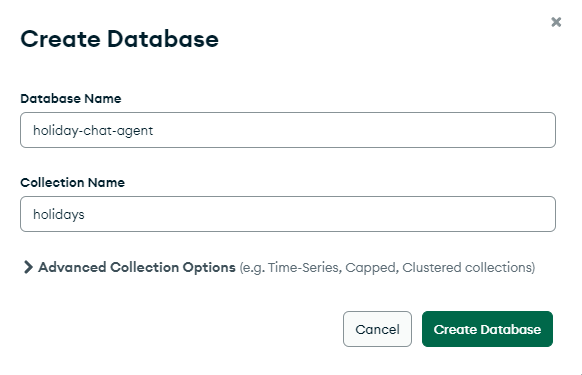 Create Database
Database Name
holiday-chat-agent
Collection Name
holidays
Advanced Collection Options (e.g. Time-Series, Capped, Clustered collections)
Cancel Create Database